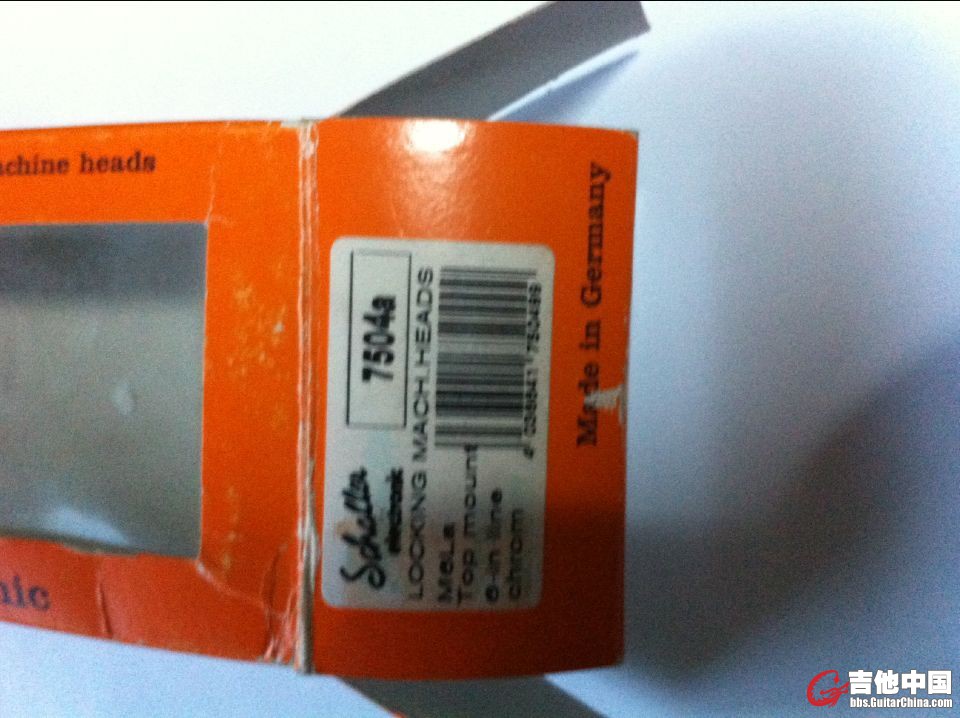 achine heads
nic
Schaller
electronic
7504a
LOCKING MACH.HEADS
M6La
Top mount
6-in line
chrom
Made in Germany
吉他中国
bbs.GuitarChina.com